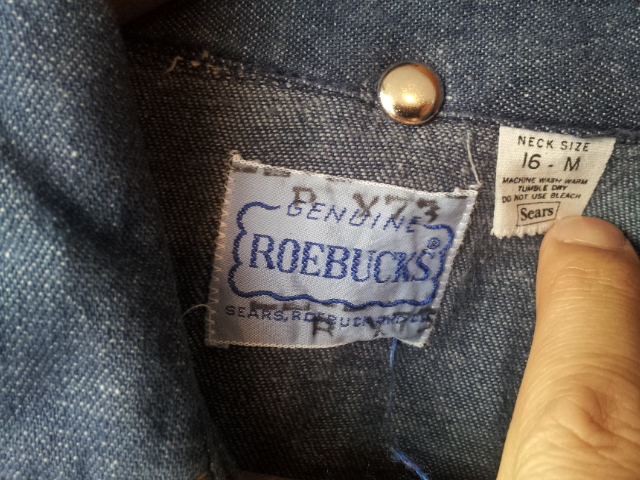 GENUINE
ROEBUCKS®
NECK SIZE
16 - M
MACHINE WASH WARM
TUMBLE DRY
DO NOT USE BLEACH
Sears